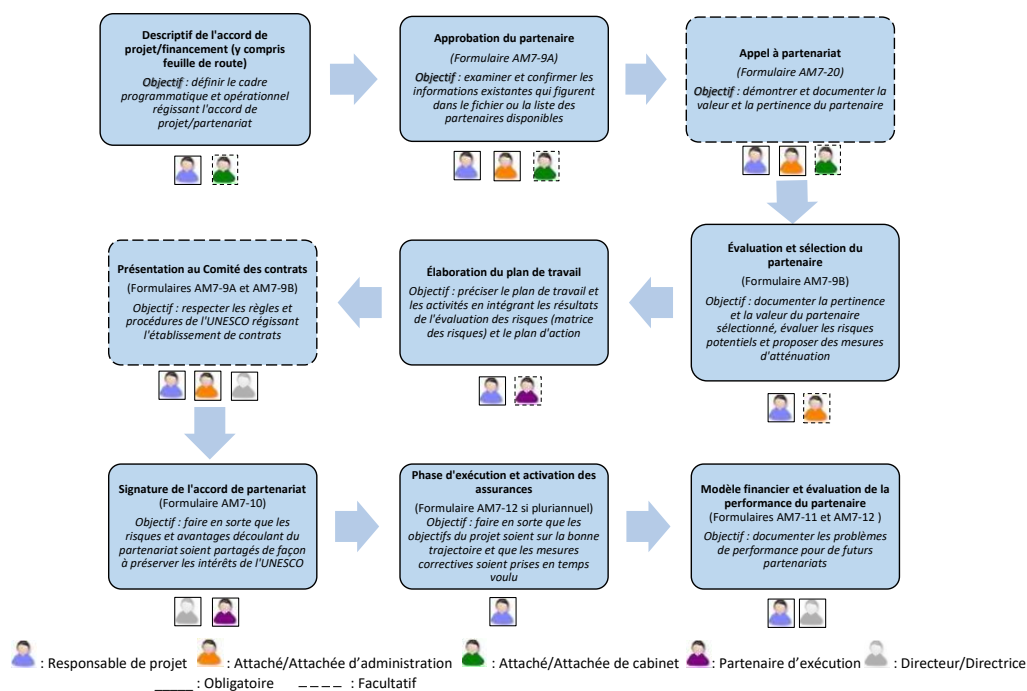 Descriptif de l'accord de
projet/financement (y compris
feuille de route)
Objectif : définir le cadre
programmatique et opérationnel
régissant l'accord de
projet/partenariat
Approbation du partenaire
(Formulaire AM7-9A)
Objectif : examiner et confirmer les
informations existantes qui figurent
dans le fichier ou la liste des
partenaires disponibles
Appel à partenariat
(Formulaire AM7-20)
Objectif : démontrer et documenter la
valeur et la pertinence du partenaire
Présentation au Comité des contrats
(Formulaires AM7-9A et AM7-9B)
Objectif : respecter les règles et
procédures de l'UNESCO régissant
l'établissement de contrats
Élaboration du plan de travail
Objectif : préciser le plan de travail et
les activités en intégrant les résultats
de l'évaluation des risques (matrice
des risques) et le plan d'action
Évaluation et sélection du
partenaire
(Formulaire AM7-9B)
Objectif : documenter la pertinence
et la valeur du partenaire
sélectionné, évaluer les risques
potentiels et proposer des mesures
d'atténuation
Signature de l'accord de partenariat
(Formulaire AM7-10)
Objectif : faire en sorte que les
risques et avantages découlant du
partenariat soient partagés de façon
à préserver les intérêts de l'UNESCO
Phase d'exécution et activation des
assurances
(Formulaire AM7-12 si pluriannuel)
Objectif : faire en sorte que les
objectifs du projet soient sur la bonne
trajectoire et que les mesures
correctives soient prises en temps
voulu
Modèle financier et évaluation de la
performance du partenaire
(Formulaires AM7-11 et AM7-12 )
Objectif : documenter les problèmes
de performance pour de futurs
partenariats
: Responsable de projet : Attaché/Attachée d'administration : Attaché/Attachée de cabinet : Partenaire d'exécution : Directeur/Directrice
_____ : Obligatoire _ _ _ _ : Facultatif